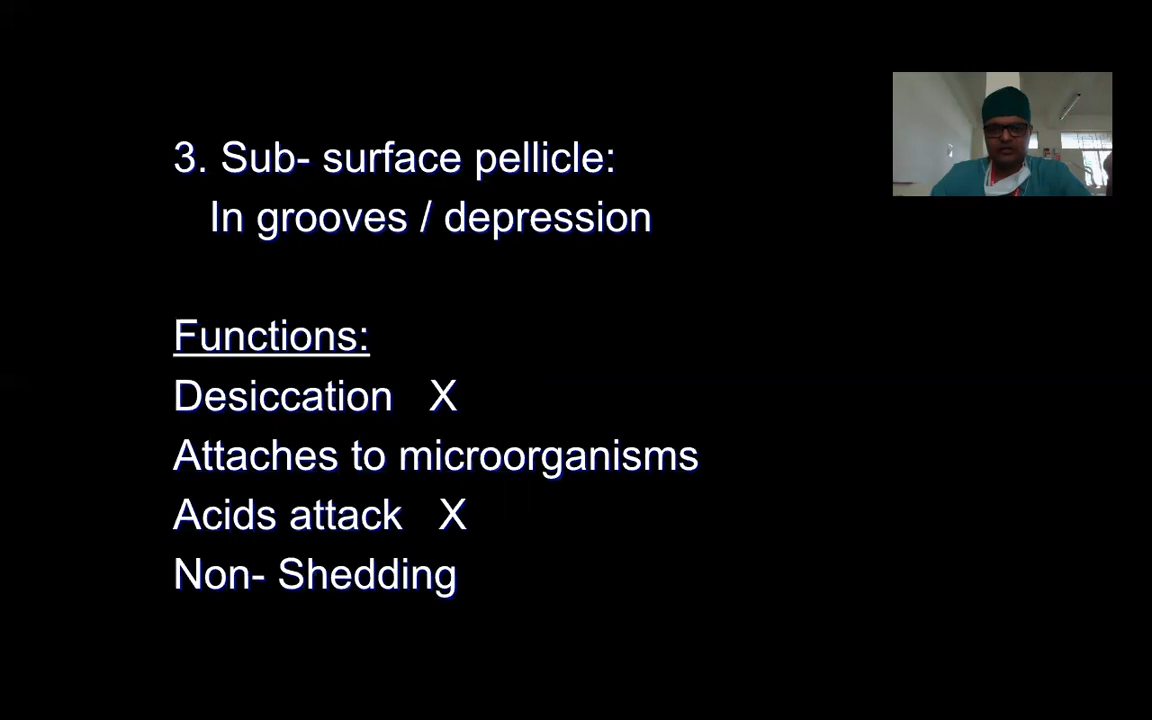 3. Sub- surface pellicle:
In grooves / depression
Functions:
Desiccation X
Attaches to microorganisms
Acids attack X
Non- Shedding